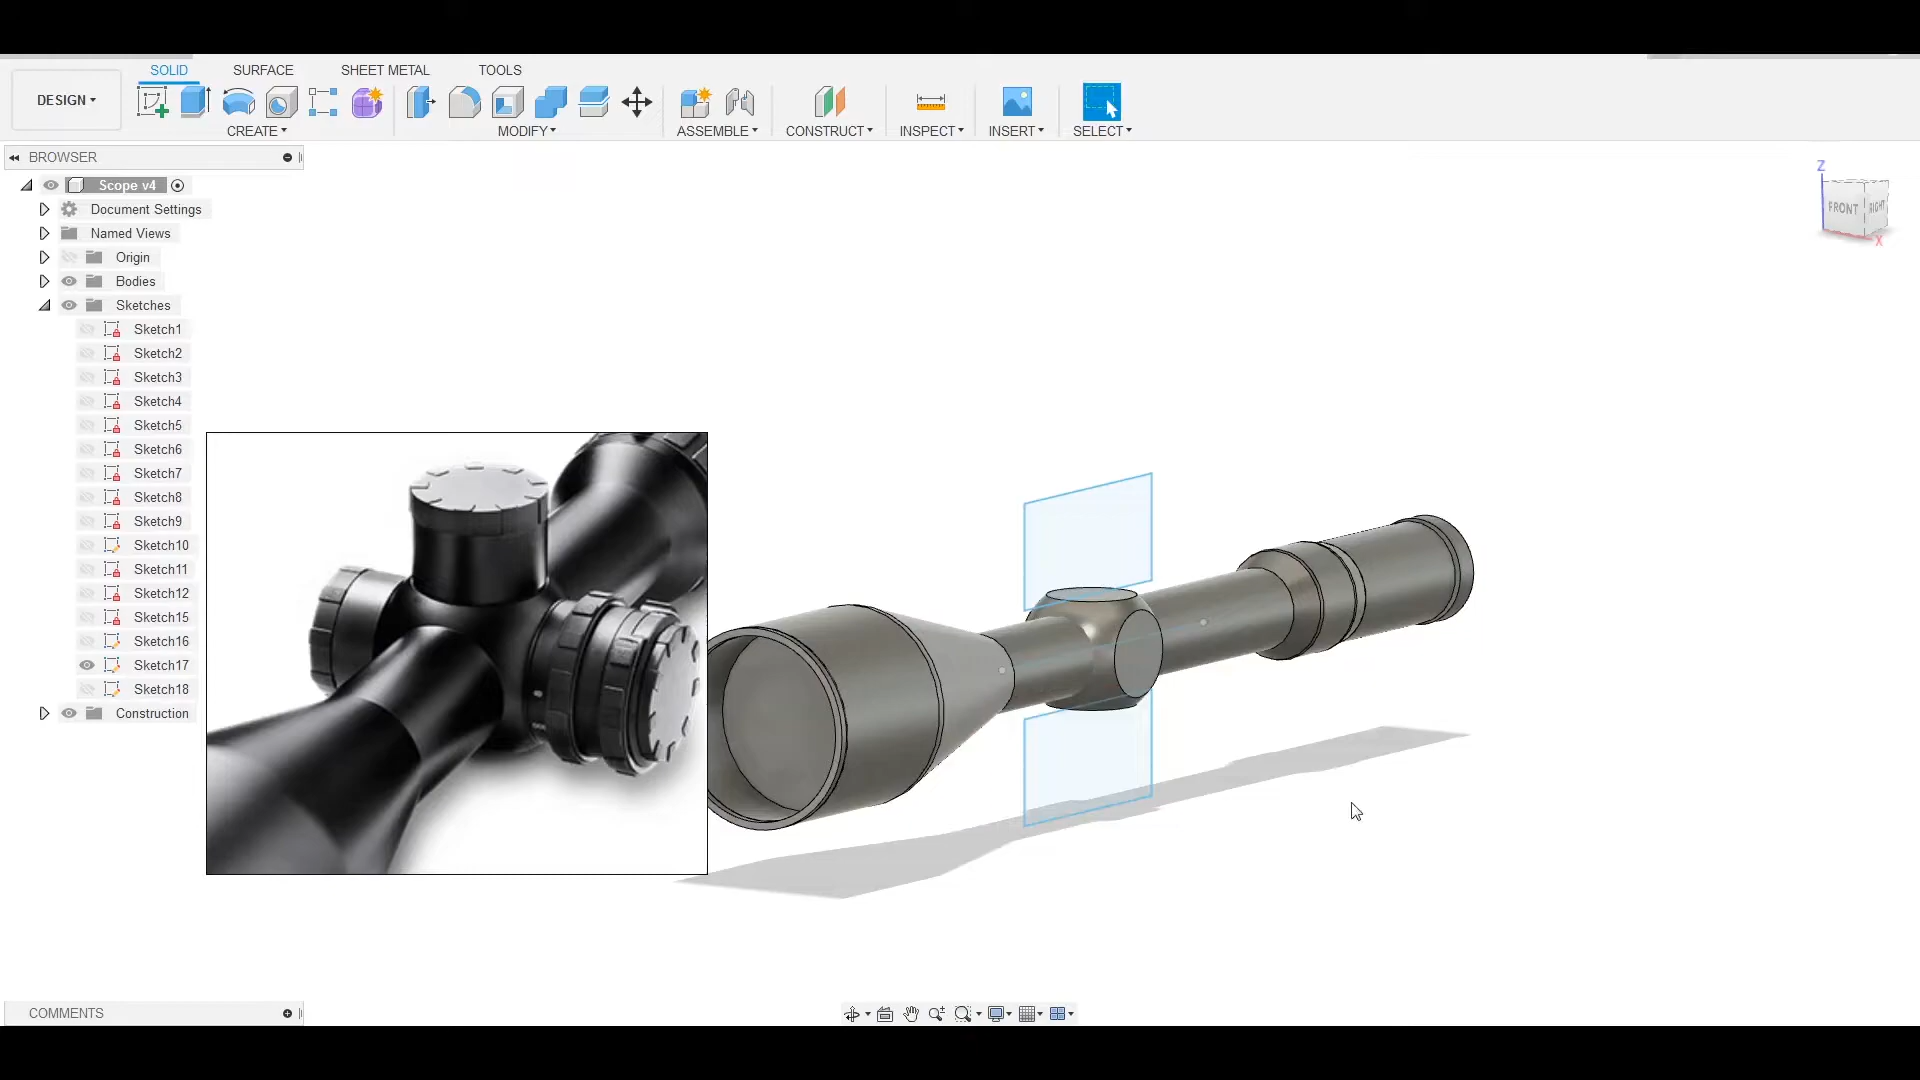 SOLID SURFACE SHEET METAL TOOLS
DESIGN
CREATE MODIFY ASSEMBLE CONSTRUCT INSPECT INSERT SELECT
BROWSER
Scope v4
Document Settings
Named Views
Origin
Bodies
Sketches
Sketch1
Sketch2
Sketch3
Sketch4
Sketch5
Sketch6
Sketch7
Sketch8
Sketch9
Sketch10
Sketch11
Sketch12
Sketch15
Sketch16
Sketch17
Sketch18
Construction
Z
FRONT RIGHT
X
COMMENTS